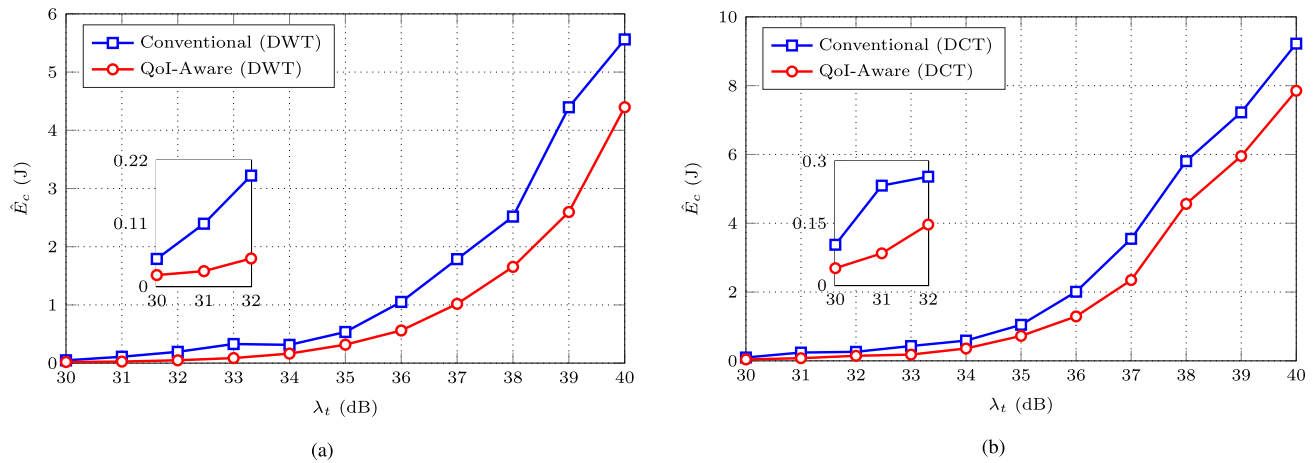 6
5
4
3
2
1
0
Ê_c (J)
Conventional (DWT)
QoI-Aware (DWT)
0.22
0.11
0
30 31 32
30 31 32 33 34 35 36 37 38 39 40
λ_t (dB)
(a)
10
8
6
4
2
0
Ê_c (J)
Conventional (DCT)
QoI-Aware (DCT)
0.3
0.15
0
30 31 32
30 31 32 33 34 35 36 37 38 39 40
λ_t (dB)
(b)